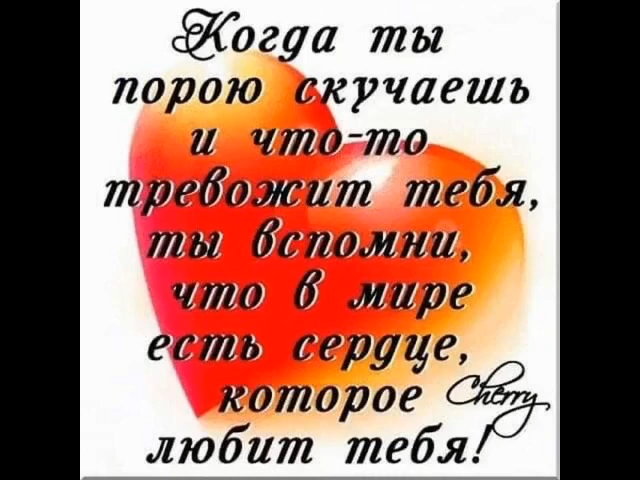 Когда ты
порою скучаешь
и что-то
тревожит тебя,
ты вспомни,
что в мире
есть сердце,
которое
любит тебя!
Cherry